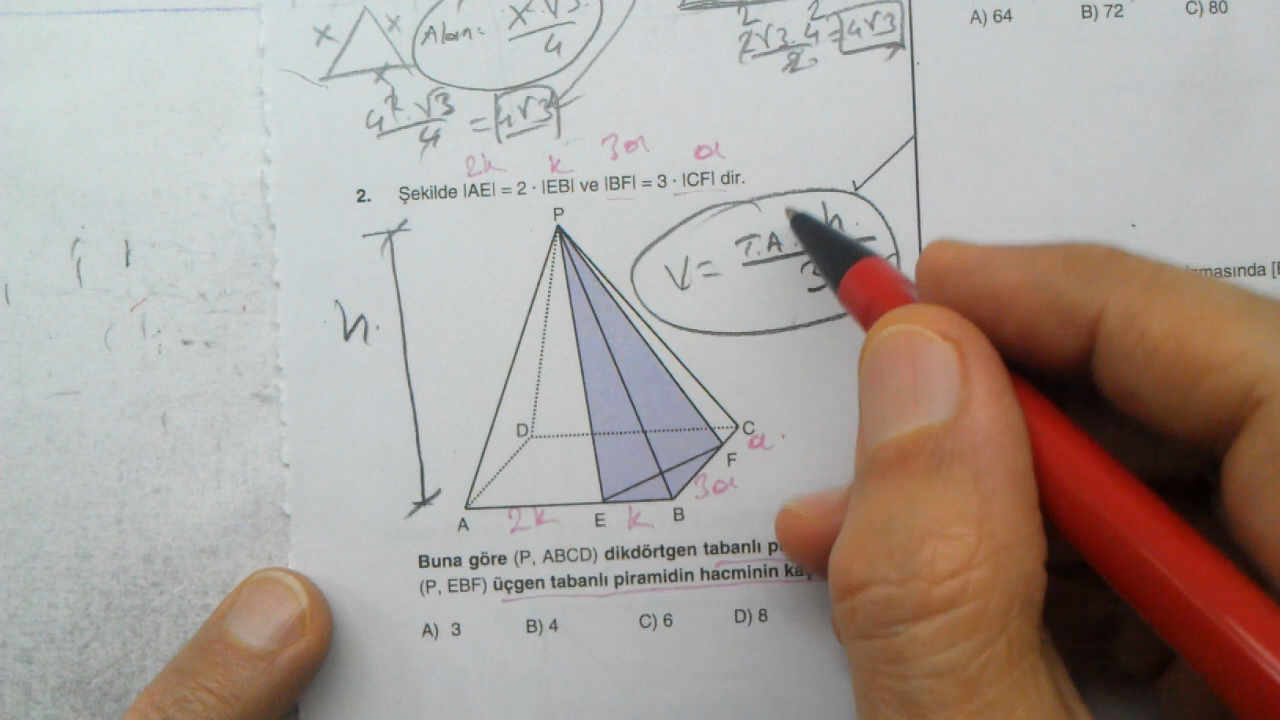 x x
x
Alan = x².√3 / 4
4².√3 / 4 = 4√3
2√3.4 / 2 = 4√3
A) 64 B) 72 C) 80
2k k 3a a
2. Şekilde |AE| = 2 · |EB| ve |BF| = 3 · |CF| dir.
P
V = T.A. h. / 3
h.
masında [E
D C a.
F
3a
A 2k E k B
Buna göre (P, ABCD) dikdörtgen tabanlı
(P, EBF) üçgen tabanlı piramidin hacminin
A) 3 B) 4 C) 6 D) 8